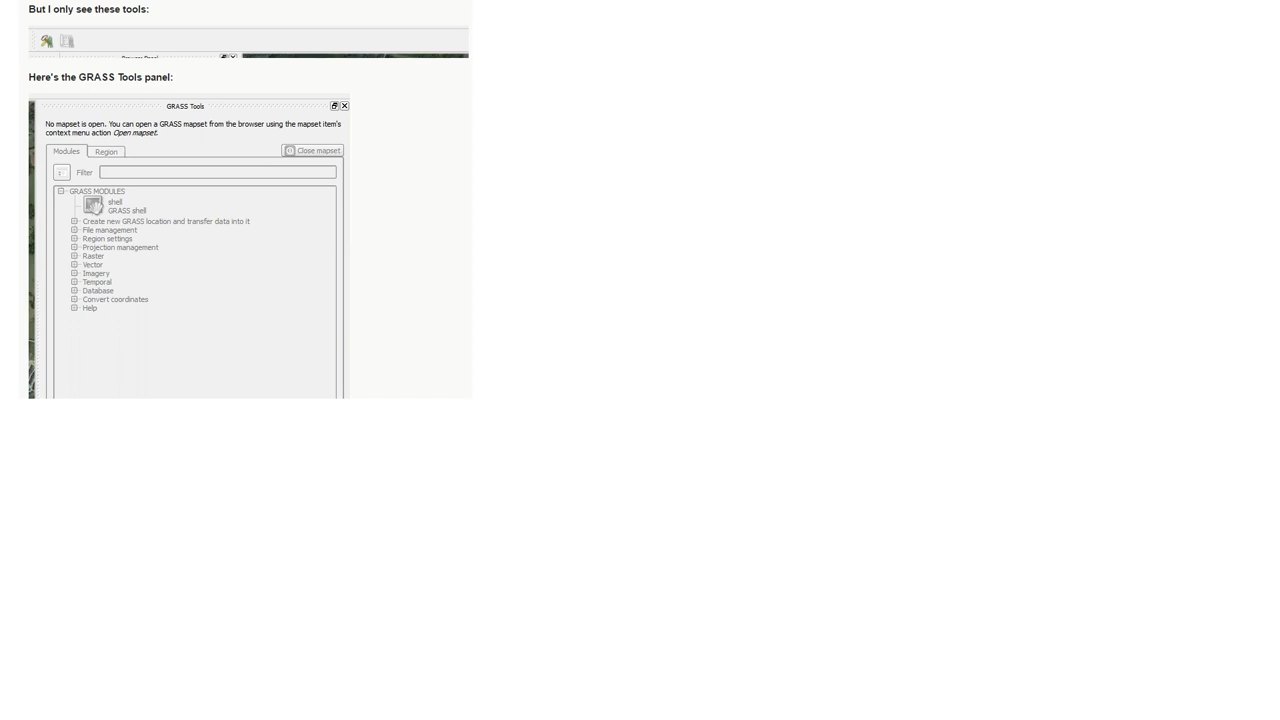 But I only see these tools:
Browser Panel
Here's the GRASS Tools panel:
GRASS Tools
No mapset is open. You can open a GRASS mapset from the browser using the mapset item's
context menu action Open mapset.
Modules
Region
Close mapset
Filter
GRASS MODULES
shell
GRASS shell
Create new GRASS location and transfer data into it
File management
Region settings
Projection management
Raster
Vector
Imagery
Temporal
Database
Convert coordinates
Help